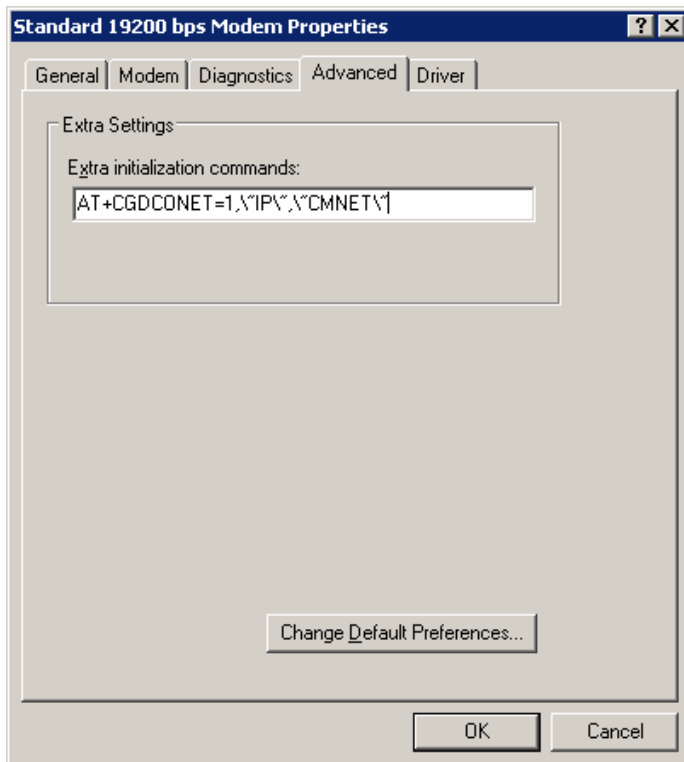 Standard 19200 bps Modem Properties
General Modem Diagnostics Advanced Driver
Extra Settings
Extra initialization commands:
AT+CGDCONET=1,\"IP\",\"CMNET\"
Change Default Preferences...
OK Cancel